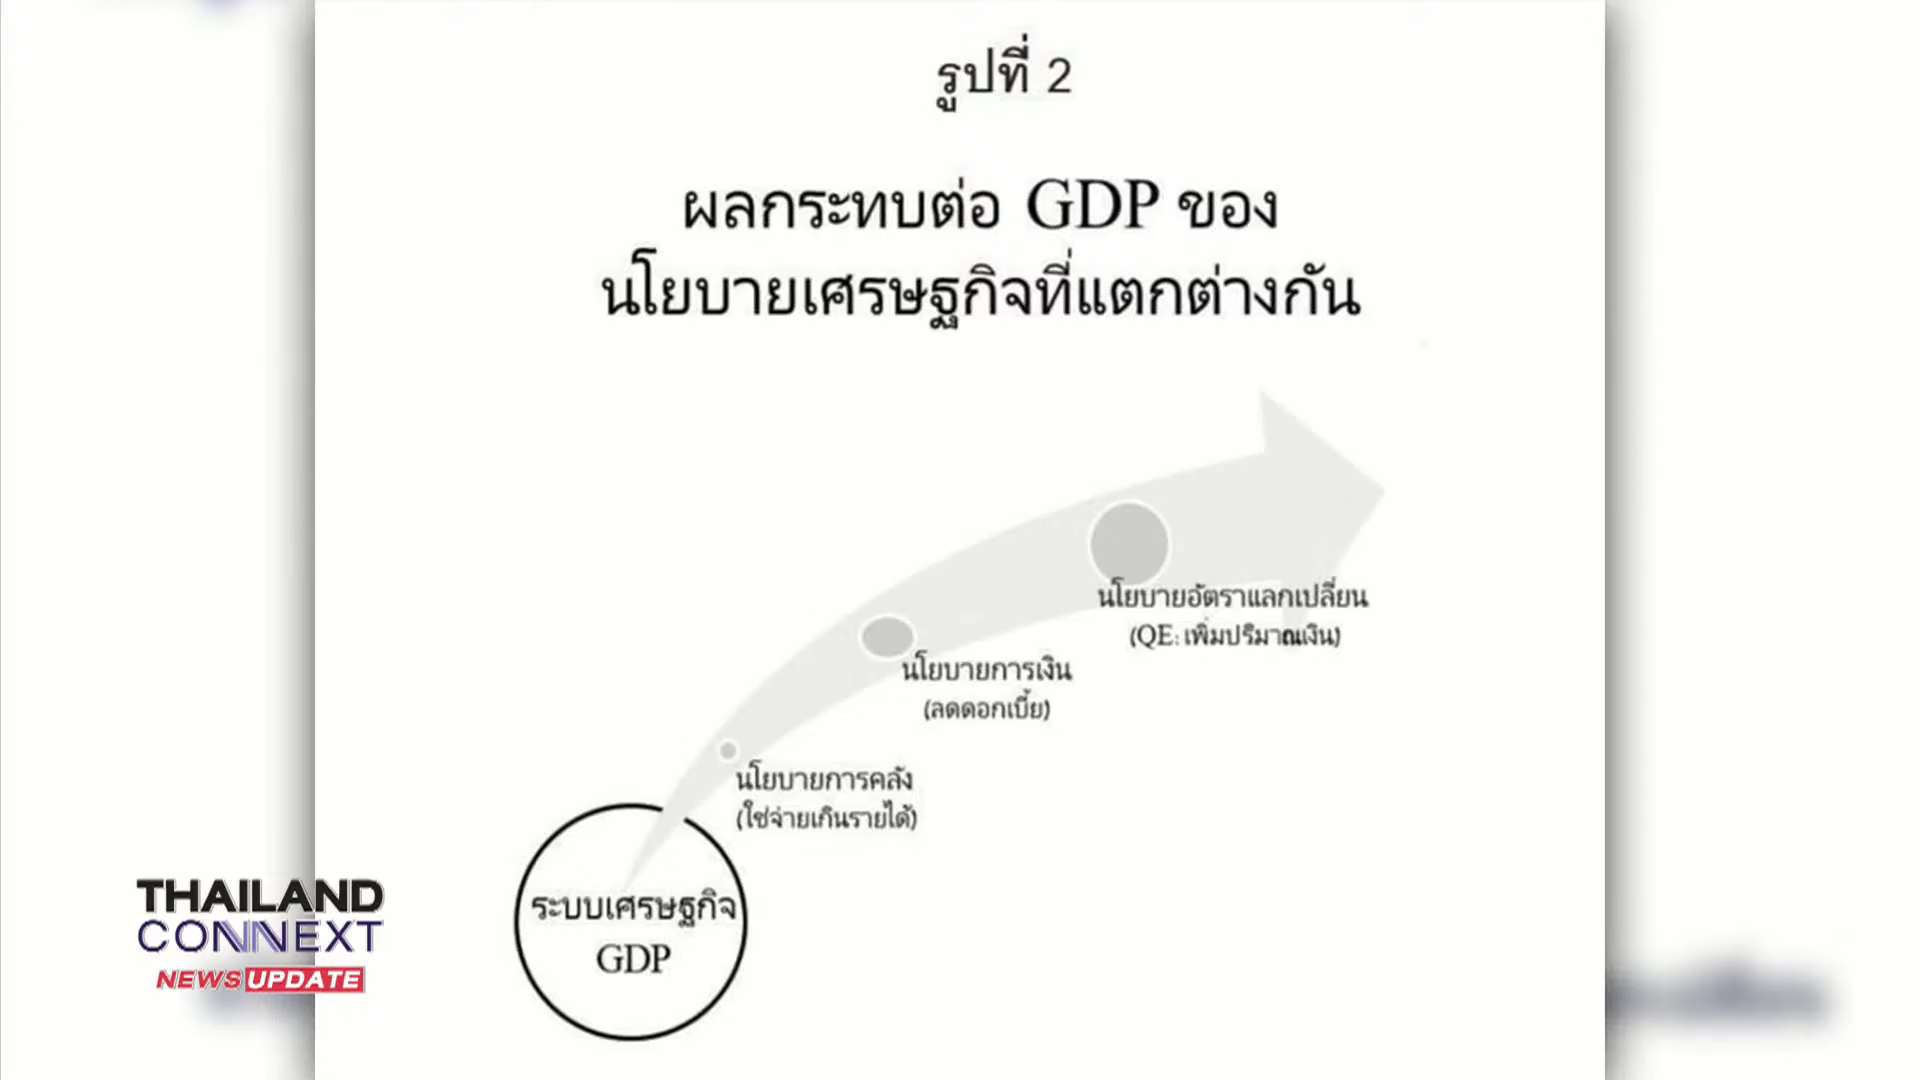 รูปที่ 2
ผลกระทบต่อ GDP ของ
นโยบายเศรษฐกิจที่แตกต่างกัน
นโยบายอัตราแลกเปลี่ยน
(QE: เพิ่มปริมาณเงิน)
นโยบายการเงิน
(ลดดอกเบี้ย)
นโยบายการคลัง
(ใช้จ่ายเกินรายได้)
ระบบเศรษฐกิจ
GDP
THAILAND
CONNEXT
NEWS UPDATE